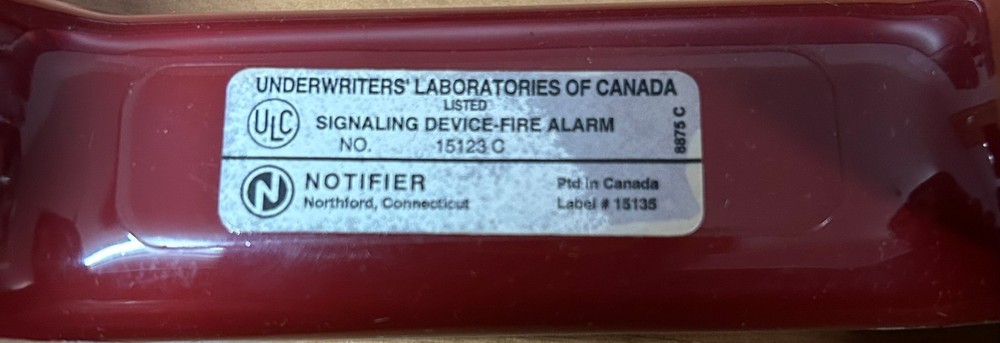 UNDERWRITERS' LABORATORIES OF CANADA
LISTED
ULC
SIGNALING DEVICE-FIRE ALARM
NO. 15123 C
8875 C
N
NOTIFIER
Northford, Connecticut
Ptd in Canada
Label # 15135